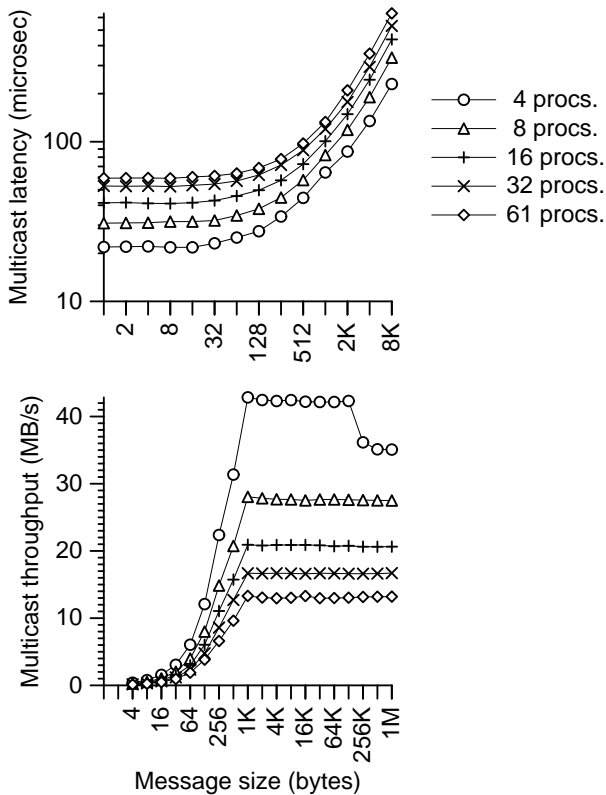 Multicast latency (microsec)
100
10
2
8
32
128
512
2K
8K
4 procs.
8 procs.
16 procs.
32 procs.
61 procs.
Multicast throughput (MB/s)
40
30
20
10
0
4
16
64
256
1K
4K
16K
64K
256K
1M
Message size (bytes)